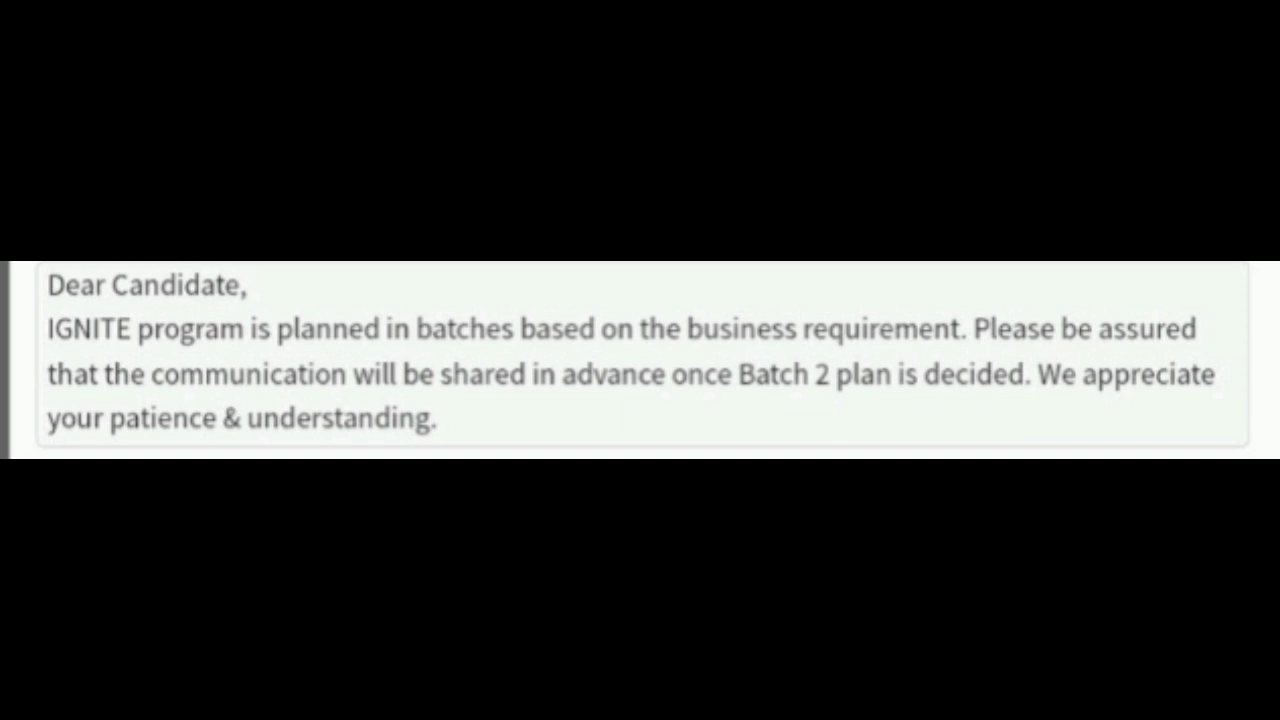 Dear Candidate,
IGNITE program is planned in batches based on the business requirement. Please be assured
that the communication will be shared in advance once Batch 2 plan is decided. We appreciate
your patience & understanding.